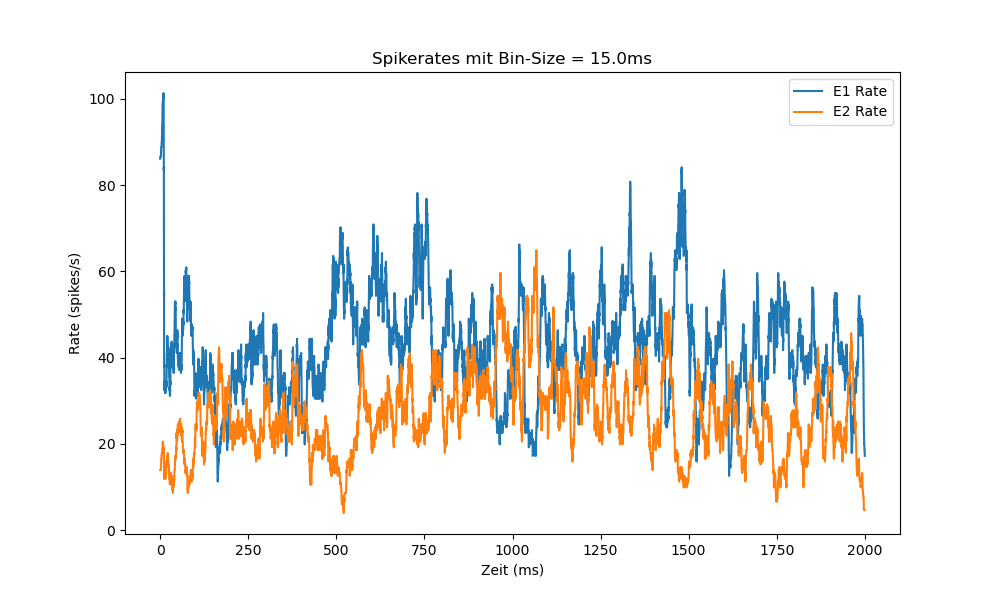 Spikerates mit Bin-Size = 15.0ms
E1 Rate
E2 Rate
Rate (spikes/s)
100
80
60
40
20
0
0 250 500 750 1000 1250 1500 1750 2000
Zeit (ms)